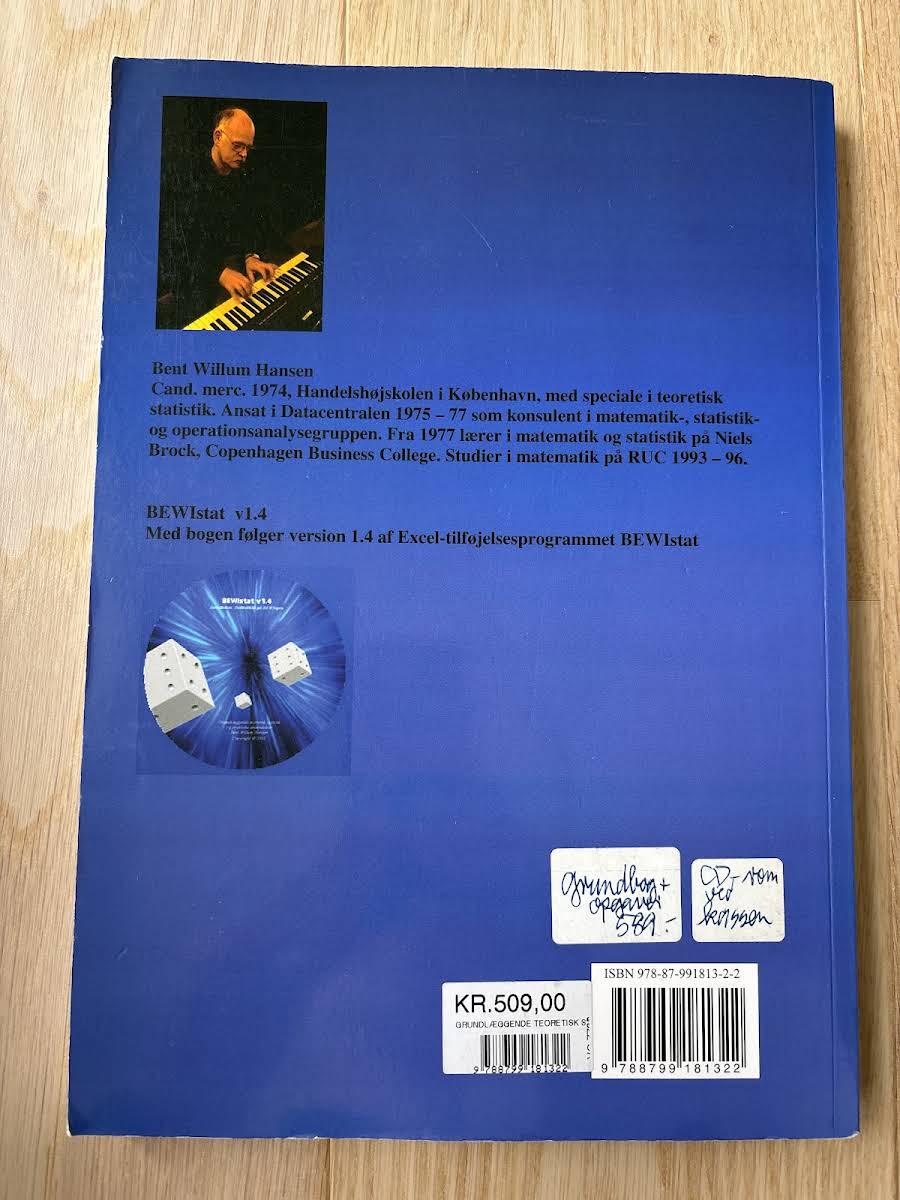 Bent Willum Hansen
Cand. merc. 1974, Handelshøjskolen i København, med speciale i teoretisk
statistik. Ansat i Datacentralen 1975 – 77 som konsulent i matematik-, statistik-
og operationsanalysegruppen. Fra 1977 lærer i matematik og statistik på Niels
Brock, Copenhagen Business College. Studier i matematik på RUC 1993 – 96.
BEWIstat v1.4
Med bogen følger version 1.4 af Excel-tilføjelsesprogrammet BEWIstat
BEWIstat v1.4
Bent Willum Hansen
grundbog +
opgaver
589.-
CD-rom
ved
kassen
ISBN 978-87-991813-2-2
KR.509,00
GRUNDLÆGGENDE TEORETISK S
9 788799 181322
9 788799 181322